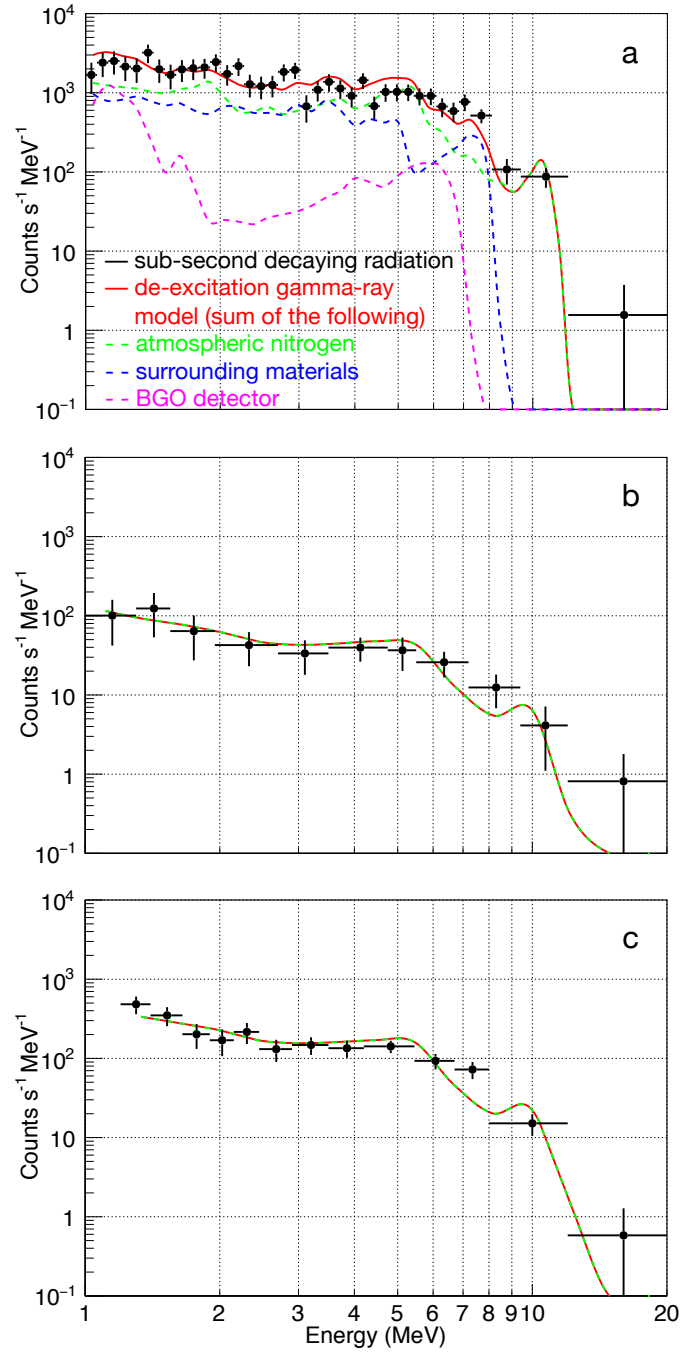 a
10⁴
10³
10²
10
1
10⁻¹
Counts s⁻¹ MeV⁻¹
sub-second decaying radiation
de-excitation gamma-ray
model (sum of the following)
atmospheric nitrogen
surrounding materials
BGO detector
b
10⁴
10³
10²
10
1
10⁻¹
Counts s⁻¹ MeV⁻¹
c
10⁴
10³
10²
10
1
10⁻¹
Counts s⁻¹ MeV⁻¹
1 2 3 4 5 6 7 8 9 10 20
Energy (MeV)